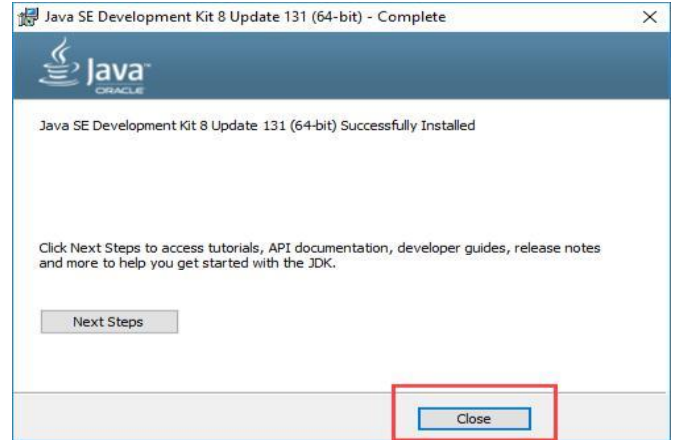 Java SE Development Kit 8 Update 131 (64-bit) - Complete
Java™
ORACLE
Java SE Development Kit 8 Update 131 (64-bit) Successfully Installed
Click Next Steps to access tutorials, API documentation, developer guides, release notes
and more to help you get started with the JDK.
Next Steps
Close